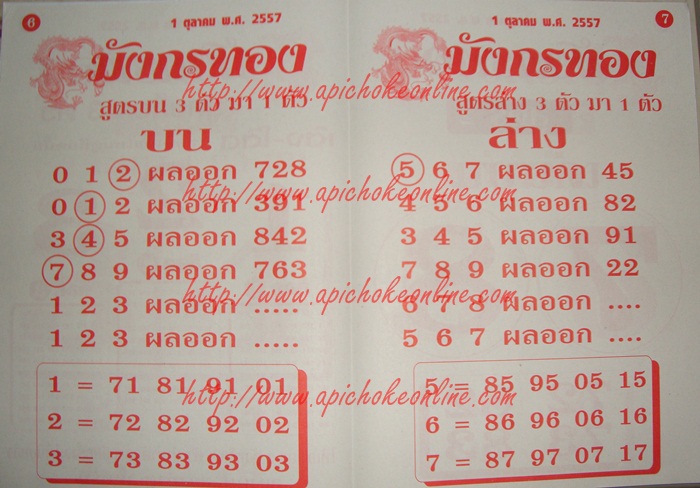 6
1 ตุลาคม พ.ศ. 2557
มังกรทอง
สูตรบน 3 ตัว มา 1 ตัว
บน
0 1 2 ผลออก 728
0 1 2 ผลออก 391
3 4 5 ผลออก 842
7 8 9 ผลออก 763
1 2 3 ผลออก .....
1 2 3 ผลออก .....
1 = 71 81 91 01
2 = 72 82 92 02
3 = 73 83 93 03
7
1 ตุลาคม พ.ศ. 2557
มังกรทอง
สูตรล่าง 3 ตัว มา 1 ตัว
ล่าง
5 6 7 ผลออก 45
4 5 6 ผลออก 82
3 4 5 ผลออก 91
7 8 9 ผลออก 22
6 7 8 ผลออก ....
5 6 7 ผลออก ....
5 = 85 95 05 15
6 = 86 96 06 16
7 = 87 97 07 17
http://www.apichokeonline.com
http://www.apichokeonline.com
http://www.apichokeonline.com
http://www.apichokeonline.com